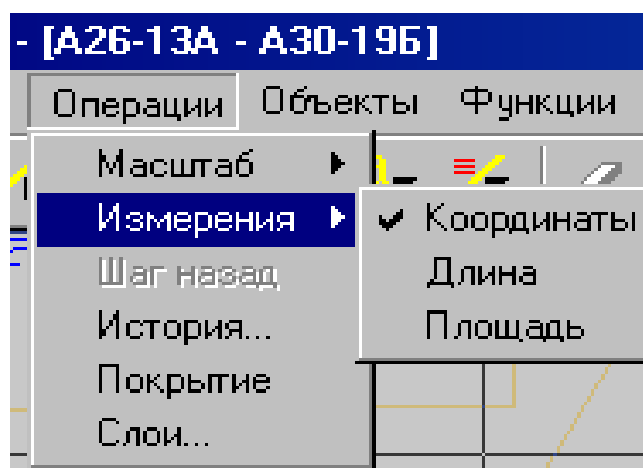 - [А26-13А - А30-19Б]
Операции Объекты Функции
Масштаб
Измерения
Шаг назад
История...
Покрытие
Слои...
Координаты
Длина
Площадь